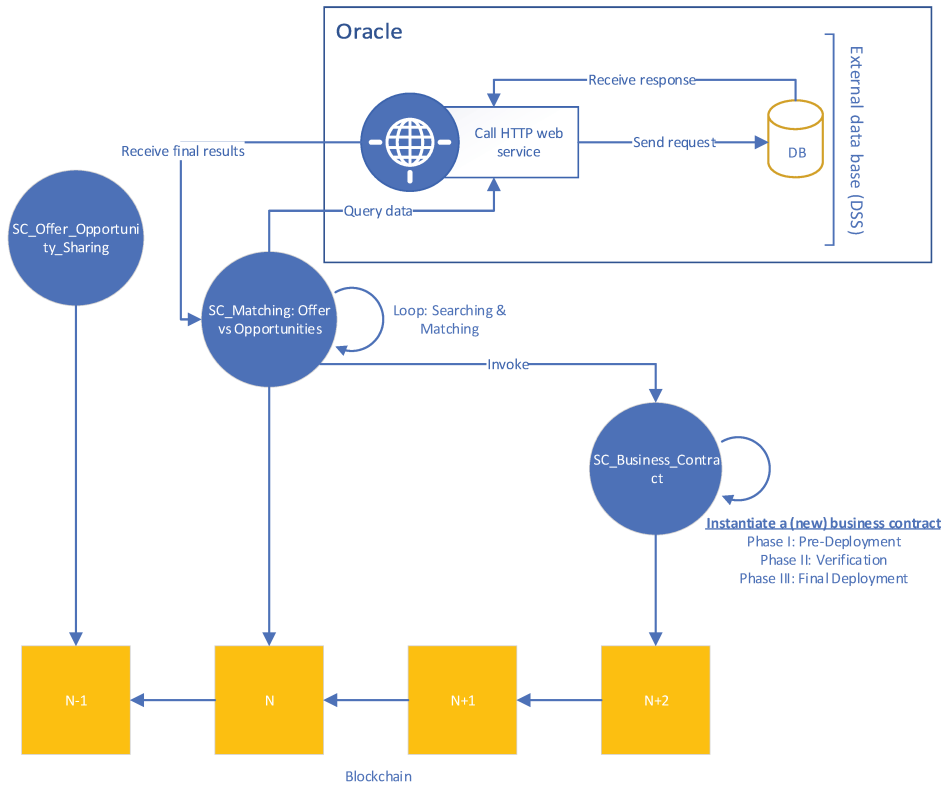 Oracle
Receive response
External data base (DSS)
Call HTTP web
service
Send request
DB
Receive final results
Query data
SC_Offer_Opportuni
ty_Sharing
SC_Matching: Offer
vs Opportunities
Loop: Searching &
Matching
Invoke
SC_Business_Contra
ct
Instantiate a (new) business contract
Phase I: Pre-Deployment
Phase II: Verification
Phase III: Final Deployment
N-1
N
N+1
N+2
Blockchain